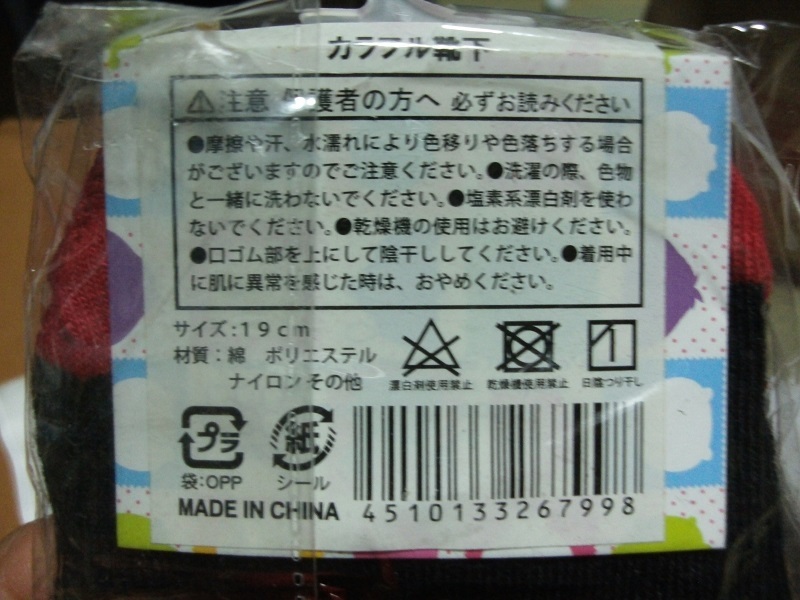 カラフル靴下
⚠注意 保護者の方へ 必ずお読みください
●摩擦や汗、水濡れにより色移りや色落ちする場合
がございますのでご注意ください。●洗濯の際、色物
と一緒に洗わないでください。●塩素系漂白剤を使わ
ないでください。●乾燥機の使用はお避けください。
●口ゴム部を上にして陰干ししてください。●着用中
に肌に異常を感じた時は、おやめください。
サイズ:19cm
材質:綿 ポリエステル
ナイロン その他
漂白剤使用禁止 乾燥機使用禁止 日陰つり干し
プラ 紙
袋:OPP シール
MADE IN CHINA
4510133267998